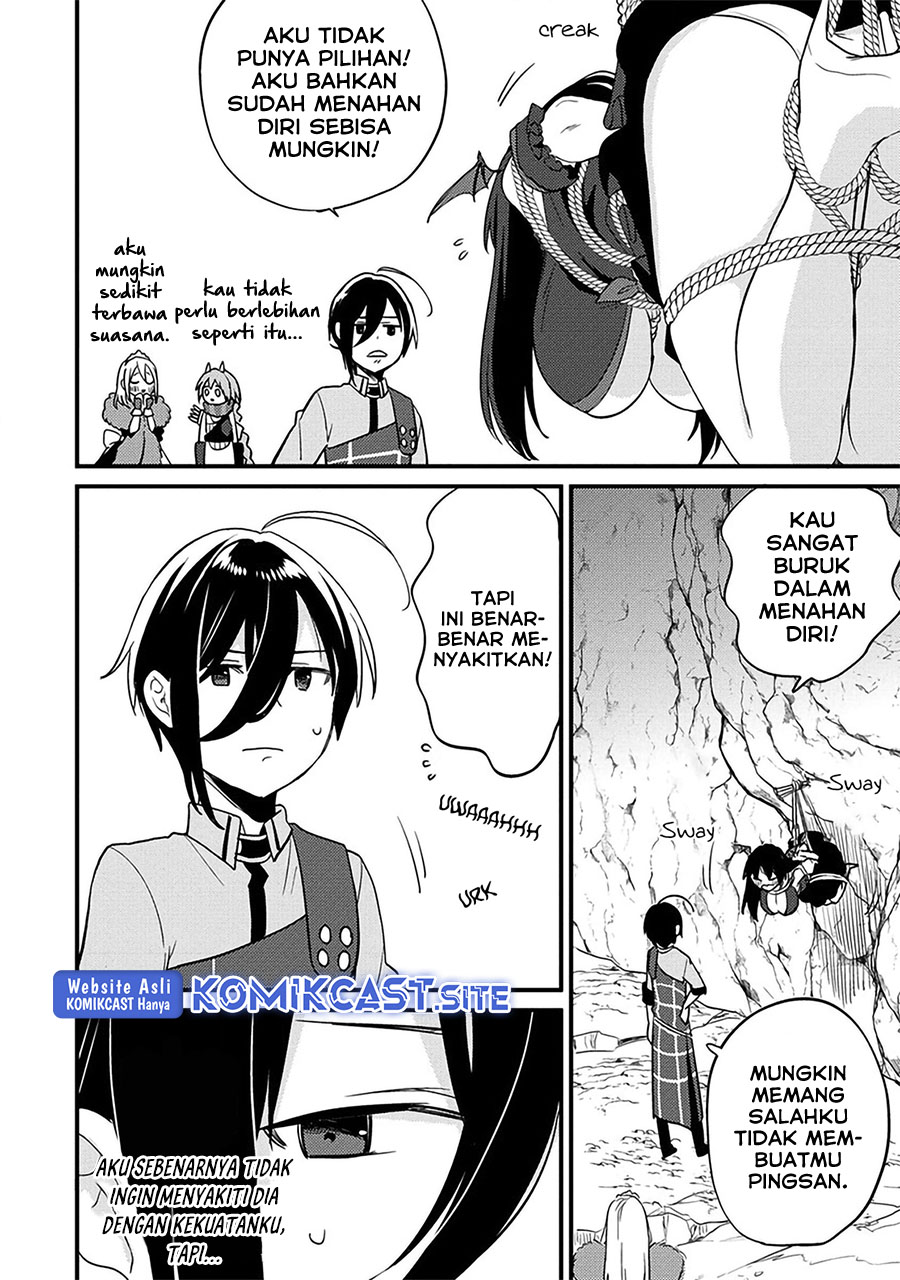 creak
AKU TIDAK
PUNYA PILIHAN!
AKU BAHKAN
SUDAH MENAHAN
DIRI SEBISA
MUNGKIN!
kau tidak
perlu berlebihan
seperti itu...
aku
mungkin
sedikit
terbawa
suasana.
KAU
SANGAT
BURUK
DALAM
MENAHAN
DIRI!
Sway
Sway
MUNGKIN
MEMANG
SALAHKU
TIDAK MEM-
BUATMU
PINGSAN.
TAPI
INI BENAR-
BENAR ME-
NYAKITKAN!
UWAAAHHH
URK
Website Asli
KOMIKCAST Hanya
KOMIKCAST.SITE
AKU SEBENARNYA TIDAK
INGIN MENYAKITI DIA
DENGAN KEKUATANKU,
TAPI...